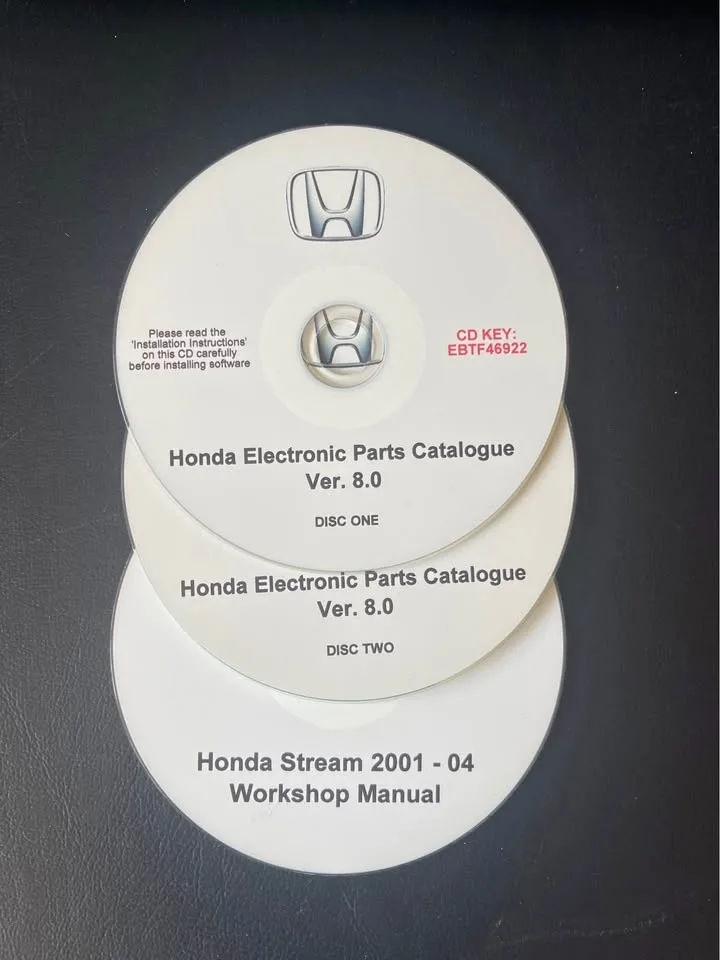 Please read the
'Installation Instructions'
on this CD carefully
before installing software
CD KEY:
EBTF46922
Honda Electronic Parts Catalogue
Ver. 8.0
DISC ONE
Honda Electronic Parts Catalogue
Ver. 8.0
DISC TWO
Honda Stream 2001 - 04
Workshop Manual